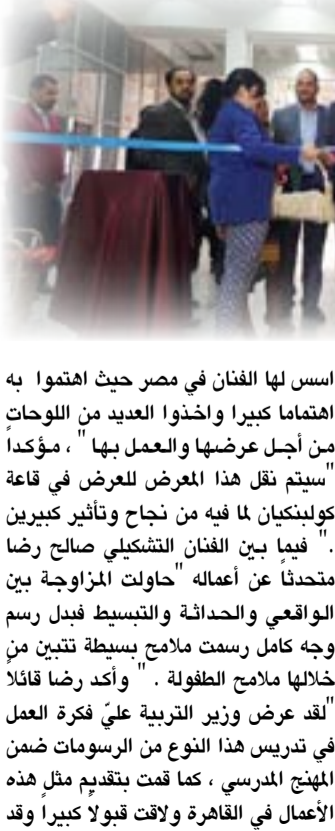 اسس لها الفنان في مصر حيث اهتموا به
اهتماما كبيرا واخذوا العديد من اللوحات
من أجل عرضها والعمل بها " ، مؤكداً
"سيتم نقل هذا المعرض للعرض في قاعة
كولبنكيان لما فيه من نجاح وتأثير كبيرين
." فيما بين الفنان التشكيلي صالح رضا
متحدثاً عن أعماله "حاولت المزاوجة بين
الواقعي والحداثة والتبسيط فبدل رسم
وجه كامل رسمت ملامح بسيطة تتبين من
خلالها ملامح الطفولة . " وأكد رضا قائلاً
"لقد عرض وزير التربية عليّ فكرة العمل
في تدريس هذا النوع من الرسومات ضمن
المنهج المدرسي ، كما قمت بتقديم مثل هذه
الأعمال في القاهرة ولاقت قبولاً كبيراً وقد